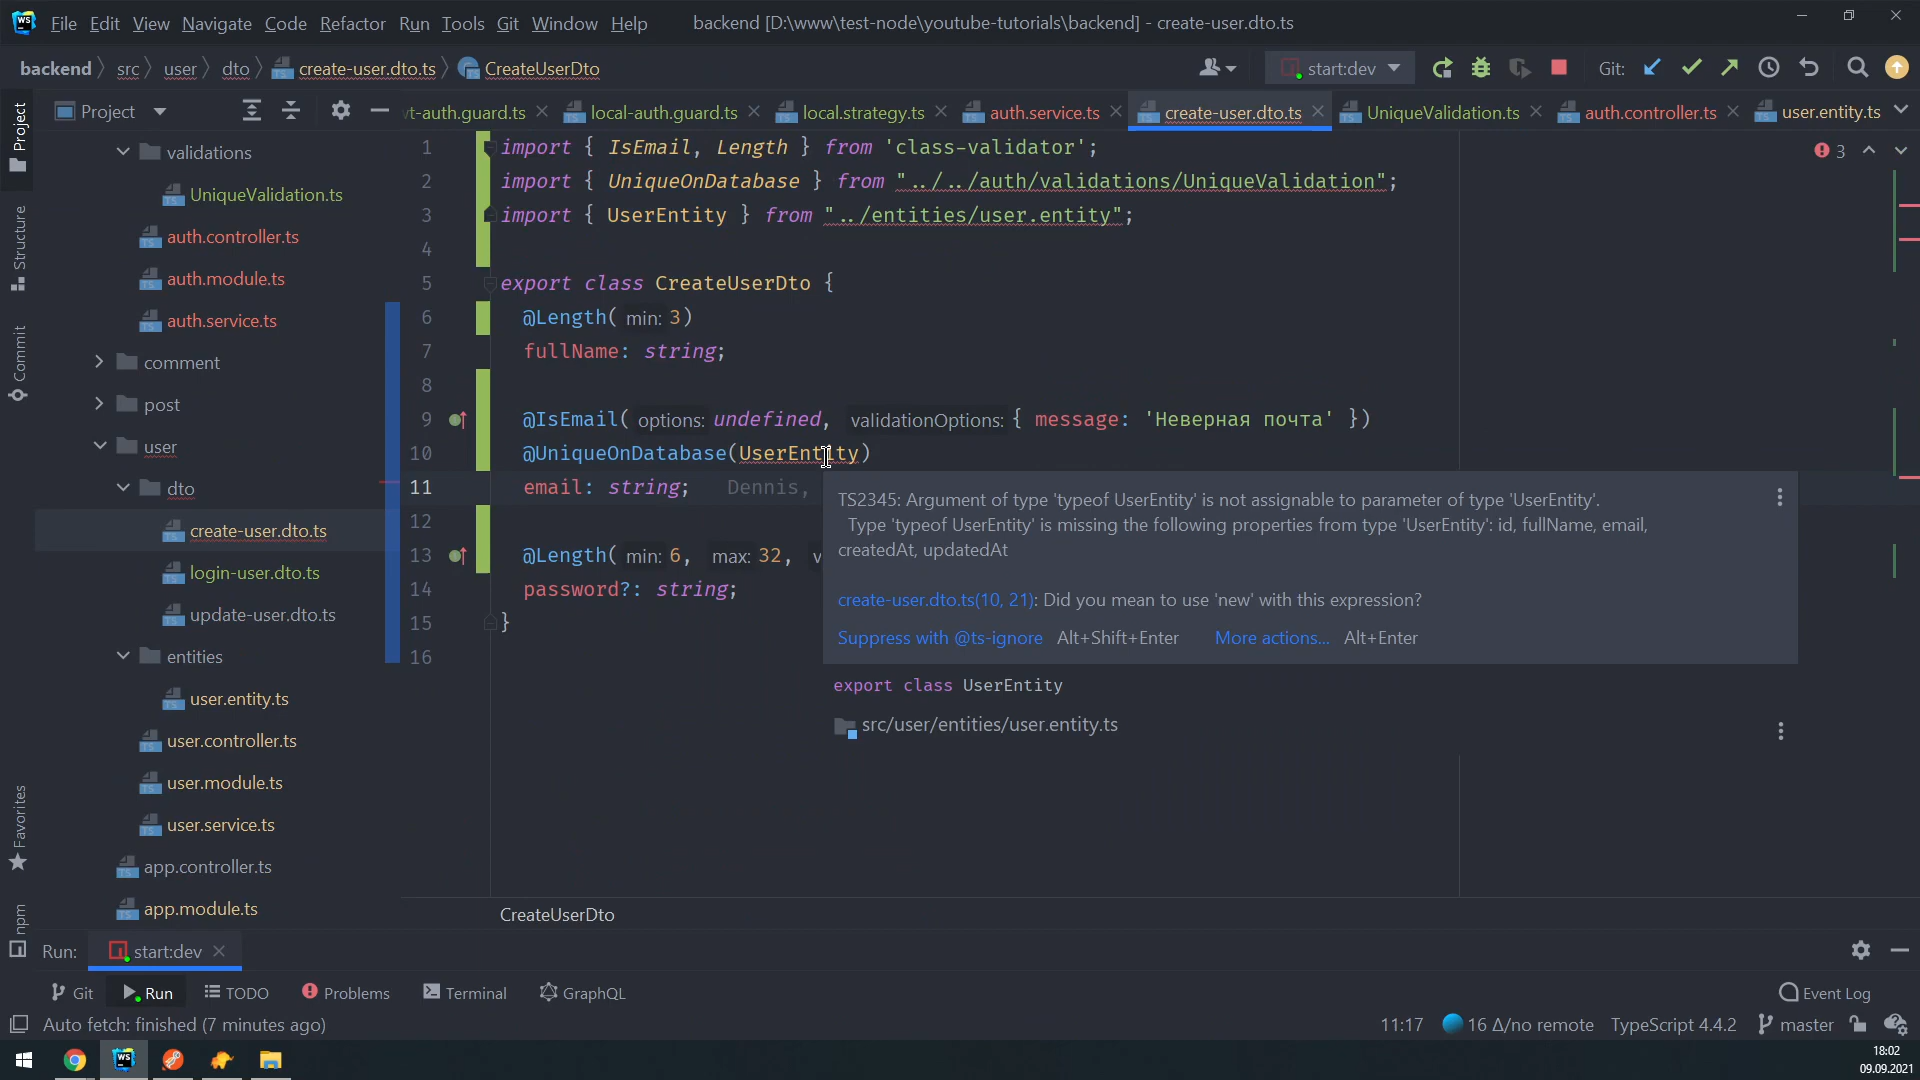 File Edit View Navigate Code Refactor Run Tools Git Window Help backend [D:\www\test-node\youtube-tutorials\backend] - create-user.dto.ts
backend src user dto create-user.dto.ts CreateUserDto start:dev Git:
Project vt-auth.guard.ts local-auth.guard.ts local.strategy.ts auth.service.ts create-user.dto.ts UniqueValidation.ts auth.controller.ts user.entity.ts
Project
Structure
Commit
Favorites
npm
validations
UniqueValidation.ts
auth.controller.ts
auth.module.ts
auth.service.ts
comment
post
user
dto
create-user.dto.ts
login-user.dto.ts
update-user.dto.ts
entities
user.entity.ts
user.controller.ts
user.module.ts
user.service.ts
app.controller.ts
app.module.ts
3
1 import { IsEmail, Length } from 'class-validator';
2 import { UniqueOnDatabase } from "../../auth/validations/UniqueValidation";
3 import { UserEntity } from "../entities/user.entity";
4
5 export class CreateUserDto {
6 @Length( min: 3)
7 fullName: string;
8
9 @IsEmail( options: undefined, validationOptions: { message: 'Неверная почта' })
10 @UniqueOnDatabase(UserEntity)
11 email: string; Dennis,
12
13 @Length( min: 6, max: 32, v
14 password?: string;
15 }
16
TS2345: Argument of type 'typeof UserEntity' is not assignable to parameter of type 'UserEntity'.
Type 'typeof UserEntity' is missing the following properties from type 'UserEntity': id, fullName, email,
createdAt, updatedAt
create-user.dto.ts(10, 21): Did you mean to use 'new' with this expression?
Suppress with @ts-ignore Alt+Shift+Enter More actions... Alt+Enter
export class UserEntity
src/user/entities/user.entity.ts
CreateUserDto
Run: start:dev
Git Run TODO Problems Terminal GraphQL Event Log
Auto fetch: finished (7 minutes ago) 11:17 16 Δ/no remote TypeScript 4.4.2 master
WS
18:02
09.09.2021